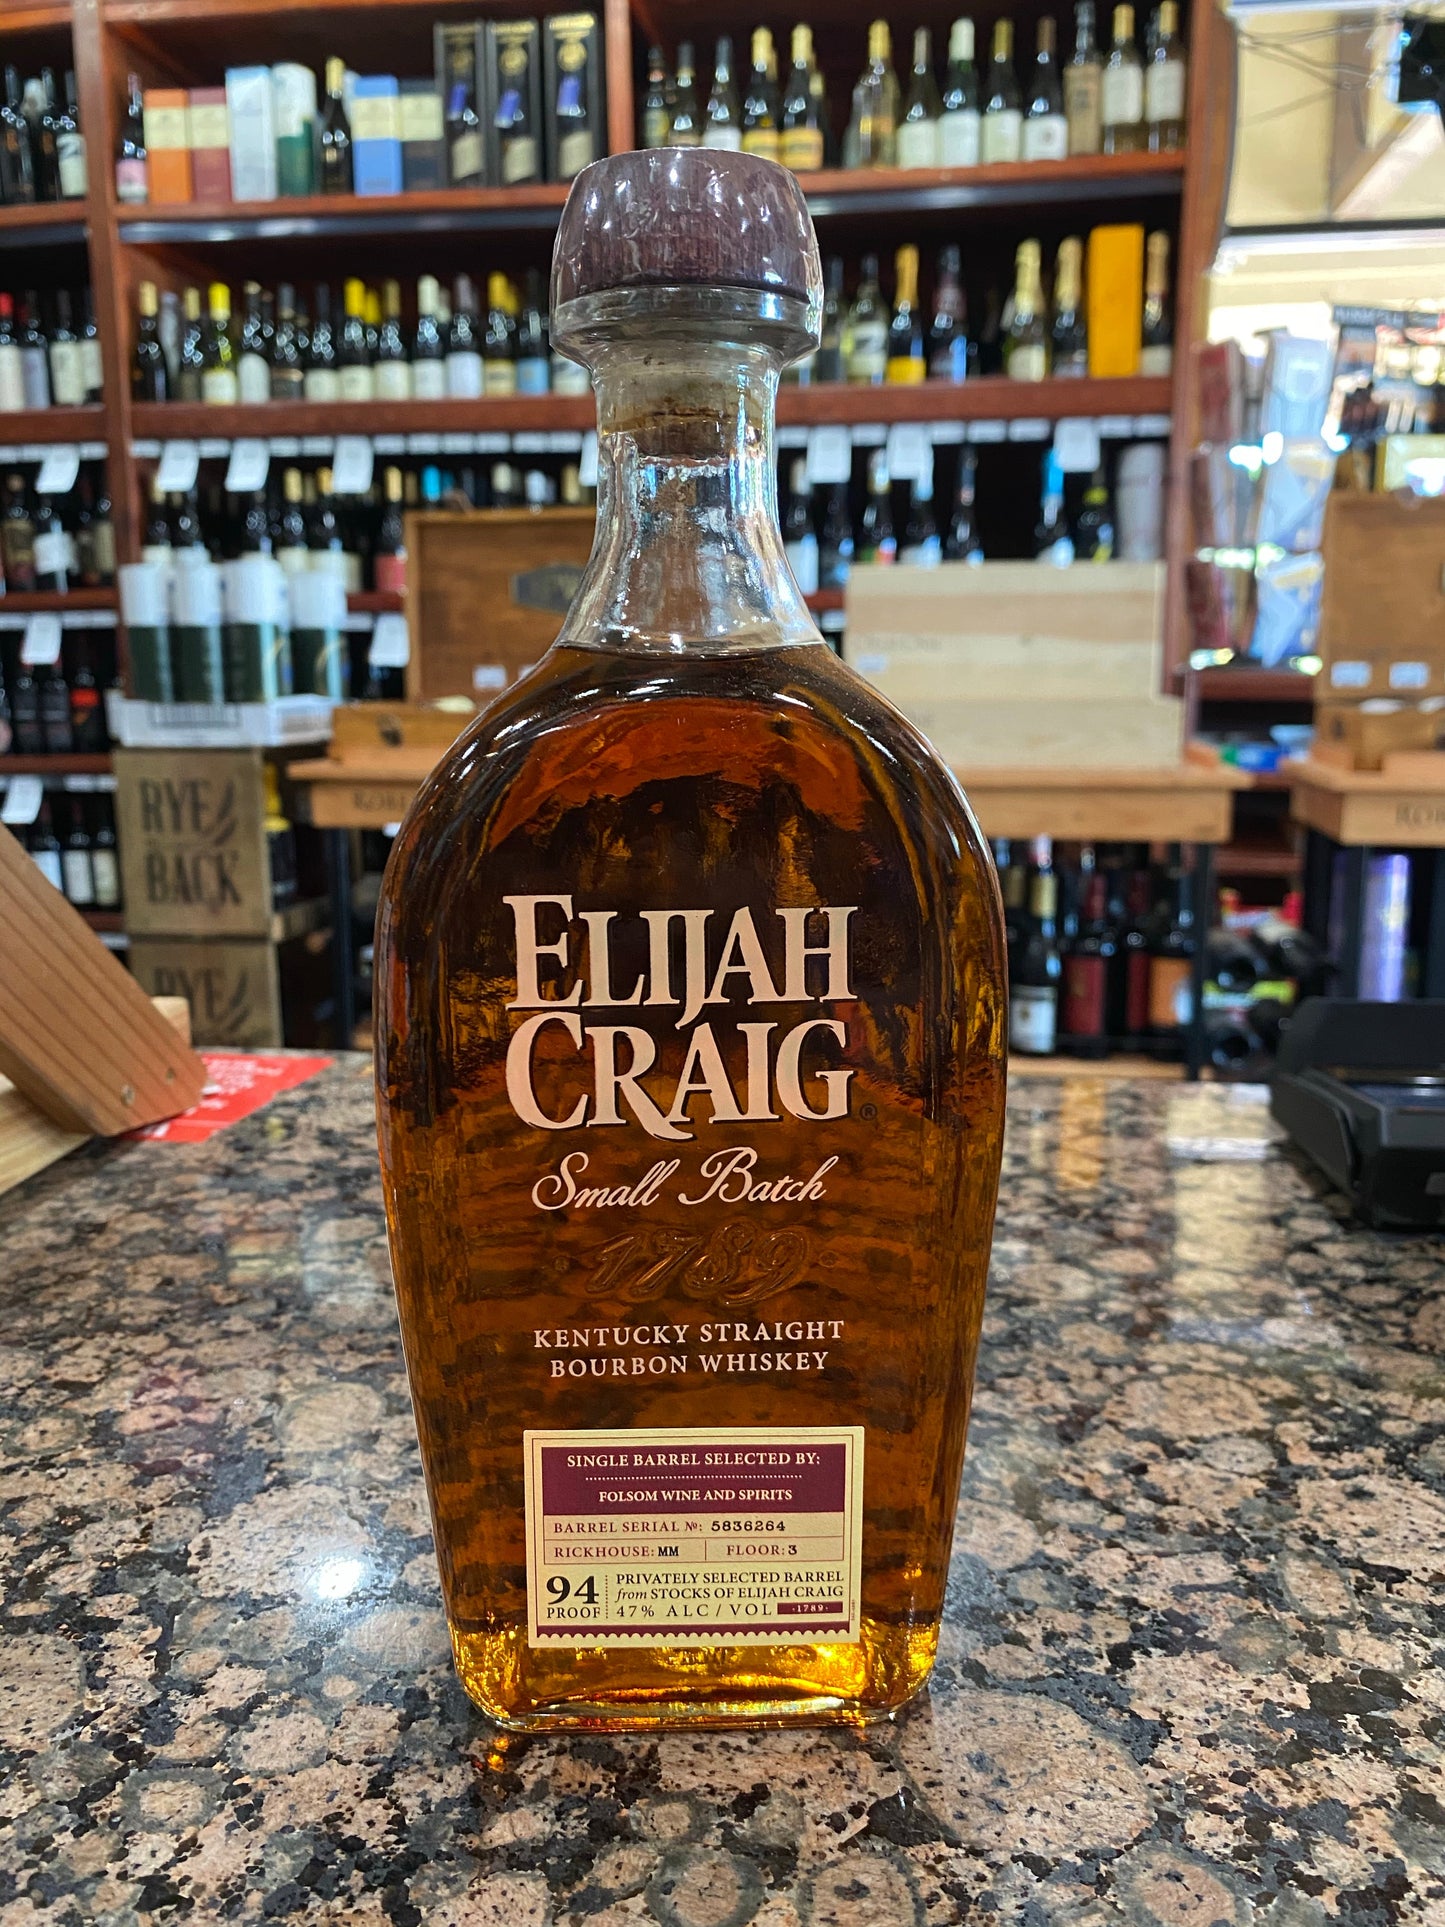 RYE
BACK
RYE
ELIJAH
CRAIG®
Small Batch
1789
KENTUCKY STRAIGHT
BOURBON WHISKEY
SINGLE BARREL SELECTED BY:
FOLSOM WINE AND SPIRITS
BARREL SERIAL №: 5836264
RICKHOUSE: MM FLOOR: 3
94
PROOF
PRIVATELY SELECTED BARREL
from STOCKS OF ELIJAH CRAIG
47% ALC/VOL ·1789·